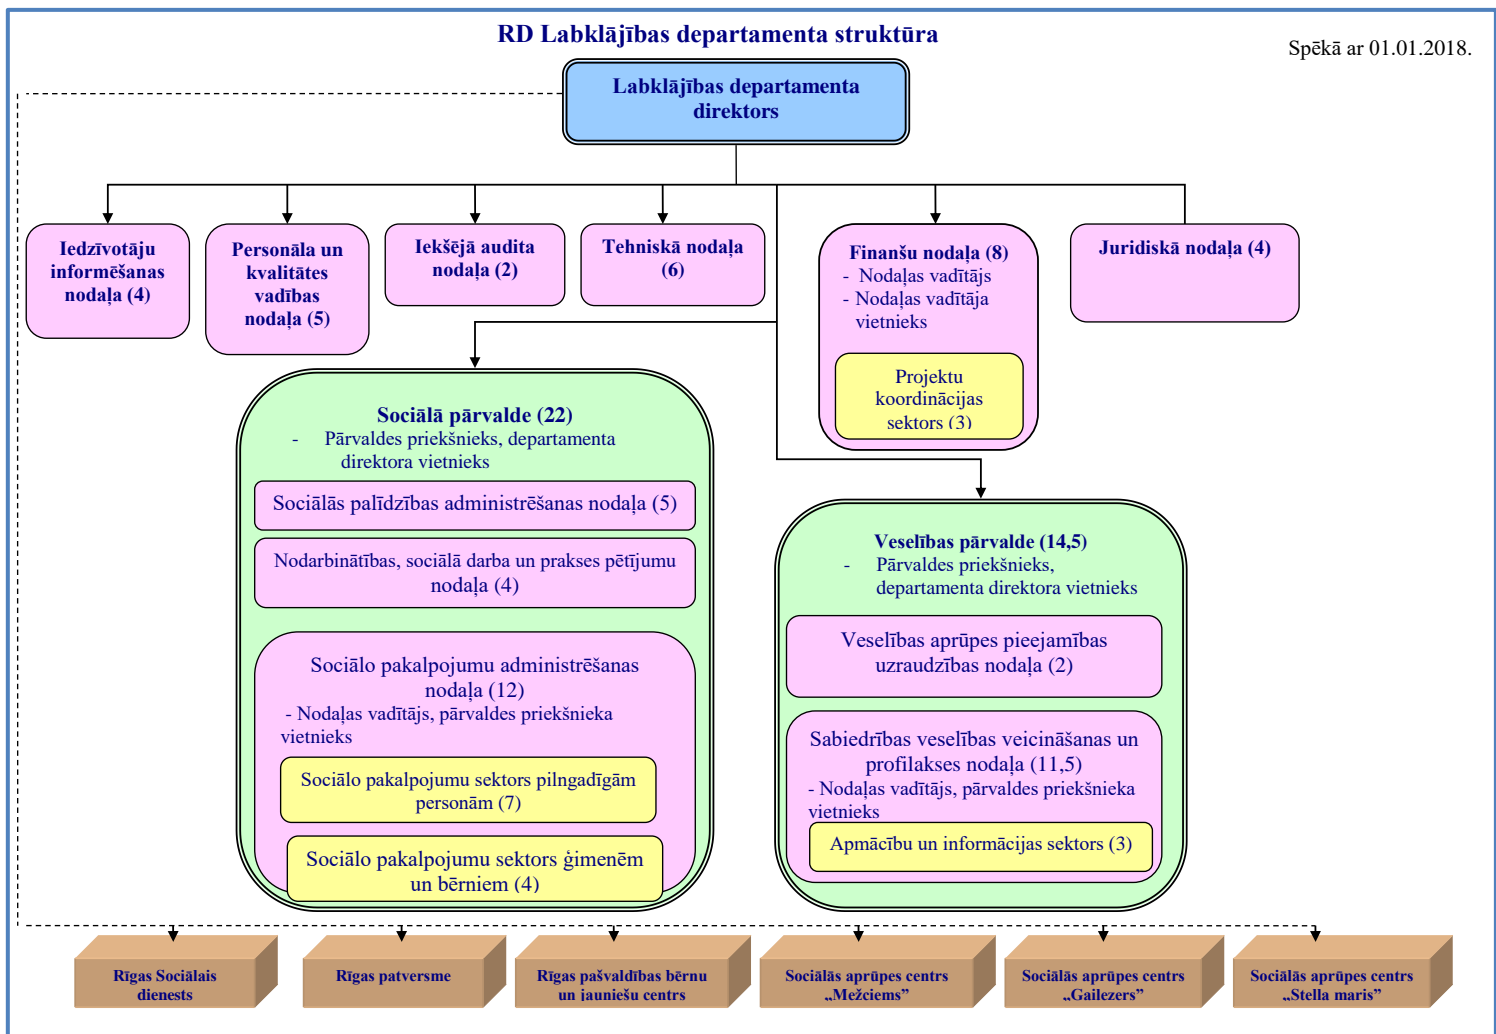 RD Labklājības departamenta struktūra
Spēkā ar 01.01.2018.
Labklājības departamenta
direktors
Iedzīvotāju
informēšanas
nodaļa (4)
Personāla un
kvalitātes
vadības
nodaļa (5)
Iekšējā audita
nodaļa (2)
Tehniskā nodaļa
(6)
Finanšu nodaļa (8)
- Nodaļas vadītājs
- Nodaļas vadītāja
vietnieks
Projektu
koordinācijas
sektors (3)
Juridiskā nodaļa (4)
Sociālā pārvalde (22)
- Pārvaldes priekšnieks, departamenta
direktora vietnieks
Sociālās palīdzības administrēšanas nodaļa (5)
Nodarbinātības, sociālā darba un prakses pētījumu
nodaļa (4)
Sociālo pakalpojumu administrēšanas
nodaļa (12)
- Nodaļas vadītājs, pārvaldes priekšnieka
vietnieks
Sociālo pakalpojumu sektors pilngadīgām
personām (7)
Sociālo pakalpojumu sektors ģimenēm
un bērniem (4)
Veselības pārvalde (14,5)
- Pārvaldes priekšnieks,
departamenta direktora vietnieks
Veselības aprūpes pieejamības
uzraudzības nodaļa (2)
Sabiedrības veselības veicināšanas un
profilakses nodaļa (11,5)
- Nodaļas vadītājs, pārvaldes priekšnieka
vietnieks
Apmācību un informācijas sektors (3)
Rīgas Sociālais
dienests
Rīgas patversme
Rīgas pašvaldības bērnu
un jauniešu centrs
Sociālās aprūpes centrs
„Mežciems”
Sociālās aprūpes centrs
„Gailezers”
Sociālās aprūpes centrs
„Stella maris”